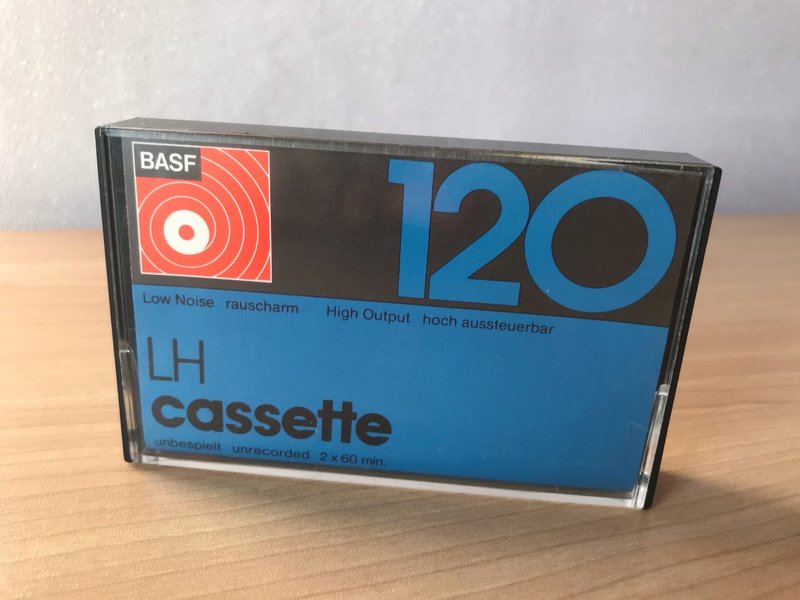 BASF
120
Low Noise rauscharm High Output hoch aussteuerbar
LH
cassette
unbespielt unrecorded 2 x 60 min.